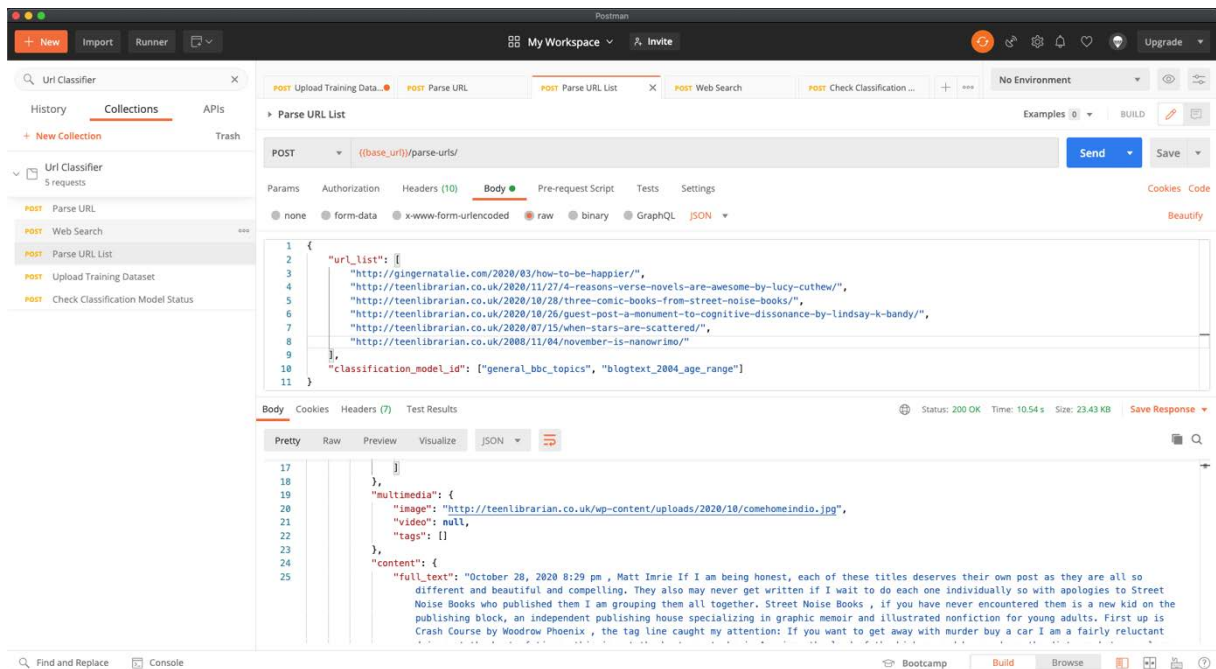 Postman
+ New Import Runner My Workspace Invite Upgrade
Url Classifier
History Collections APIs
+ New Collection Trash
Url Classifier
5 requests
POST Parse URL
POST Web Search
POST Parse URL List
POST Upload Training Dataset
POST Check Classification Model Status
POST Upload Training Data... POST Parse URL POST Parse URL List X POST Web Search POST Check Classification ... + No Environment
Parse URL List Examples 0 BUILD
POST {{base_url}}/parse-urls/ Send Save
Params Authorization Headers (10) Body Pre-request Script Tests Settings Cookies Code
none form-data x-www-form-urlencoded raw binary GraphQL JSON Beautify
1 {
2 "url_list": [
3 "http://gingernatalie.com/2020/03/how-to-be-happier/",
4 "http://teenlibrarian.co.uk/2020/11/27/4-reasons-verse-novels-are-awesome-by-lucy-cuthew/",
5 "http://teenlibrarian.co.uk/2020/10/28/three-comic-books-from-street-noise-books/",
6 "http://teenlibrarian.co.uk/2020/10/26/guest-post-a-monument-to-cognitive-dissonance-by-lindsay-k-bandy/",
7 "http://teenlibrarian.co.uk/2020/07/15/when-stars-are-scattered/",
8 "http://teenlibrarian.co.uk/2008/11/04/november-is-nanowrimo/"
9 ],
10 "classification_model_id": ["general_bbc_topics", "blogtext_2004_age_range"]
11 }
Body Cookies Headers (7) Test Results Status: 200 OK Time: 10.54 s Size: 23.43 KB Save Response
Pretty Raw Preview Visualize JSON
17 ]
18 },
19 "multimedia": {
20 "image": "http://teenlibrarian.co.uk/wp-content/uploads/2020/10/comehomeindio.jpg",
21 "video": null,
22 "tags": []
23 },
24 "content": {
25 "full_text": "October 28, 2020 8:29 pm , Matt Imrie If I am being honest, each of these titles deserves their own post as they are all so
different and beautiful and compelling. They also may never get written if I wait to do each one individually so with apologies to Street
Noise Books who published them I am grouping them all together. Street Noise Books , if you have never encountered them is a new kid on the
publishing block, an independent publishing house specializing in graphic memoir and illustrated nonfiction for young adults. First up is
Crash Course by Woodrow Phoenix , the tag line caught my attention: If you want to get away with murder buy a car I am a fairly reluctant
Find and Replace Console Bootcamp Build Browse